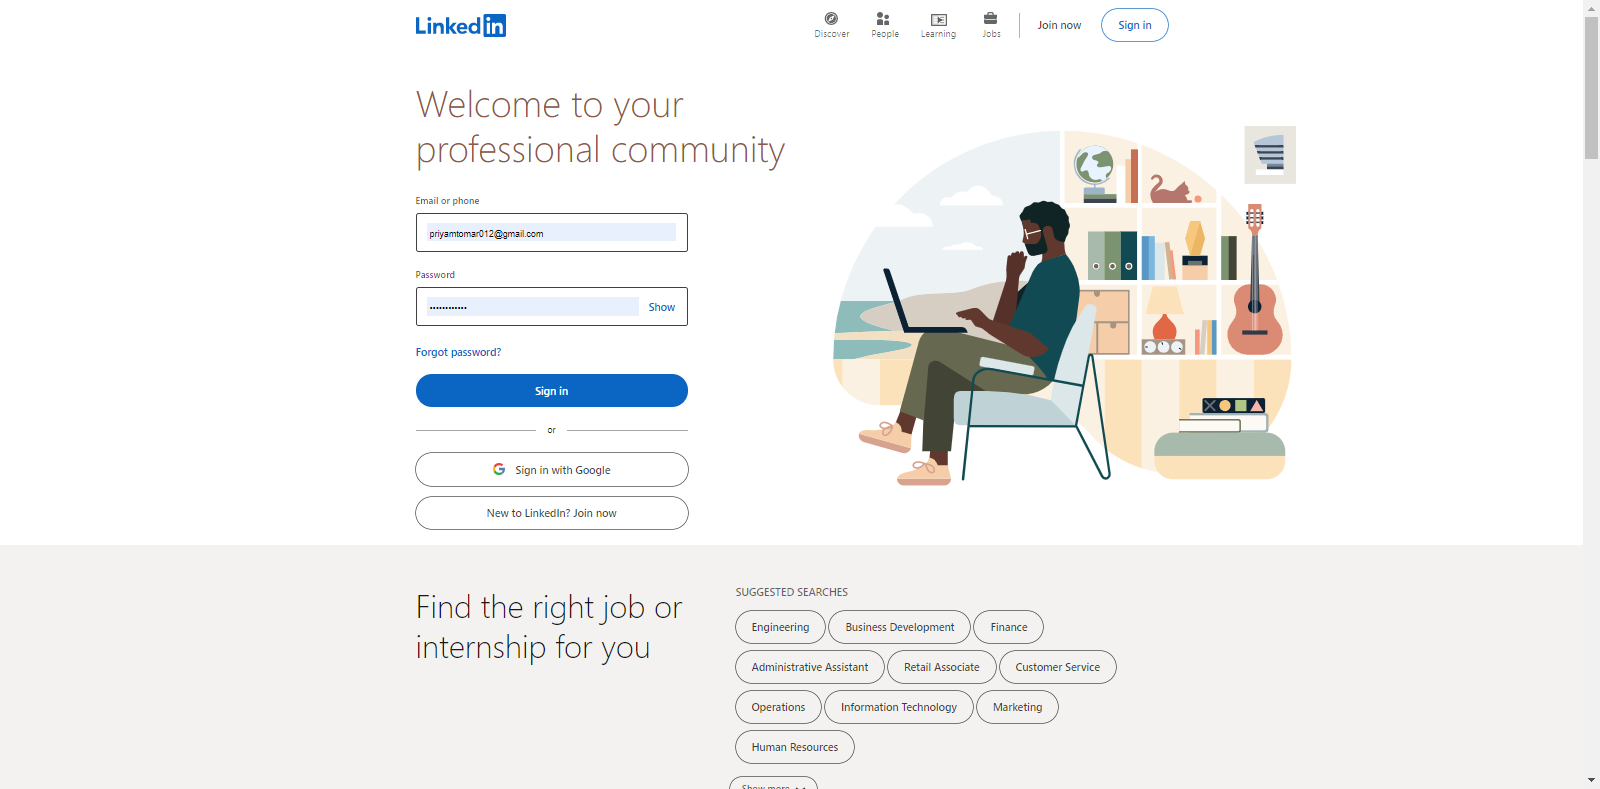 LinkedIn
Discover
People
Learning
Jobs
Join now
Sign in
Welcome to your
professional community
Email or phone
priyamtomar012@gmail.com
Password
••••••••••••
Show
Forgot password?
Sign in
or
Sign in with Google
New to LinkedIn? Join now
Find the right job or
internship for you
SUGGESTED SEARCHES
Engineering
Business Development
Finance
Administrative Assistant
Retail Associate
Customer Service
Operations
Information Technology
Marketing
Human Resources
Show more